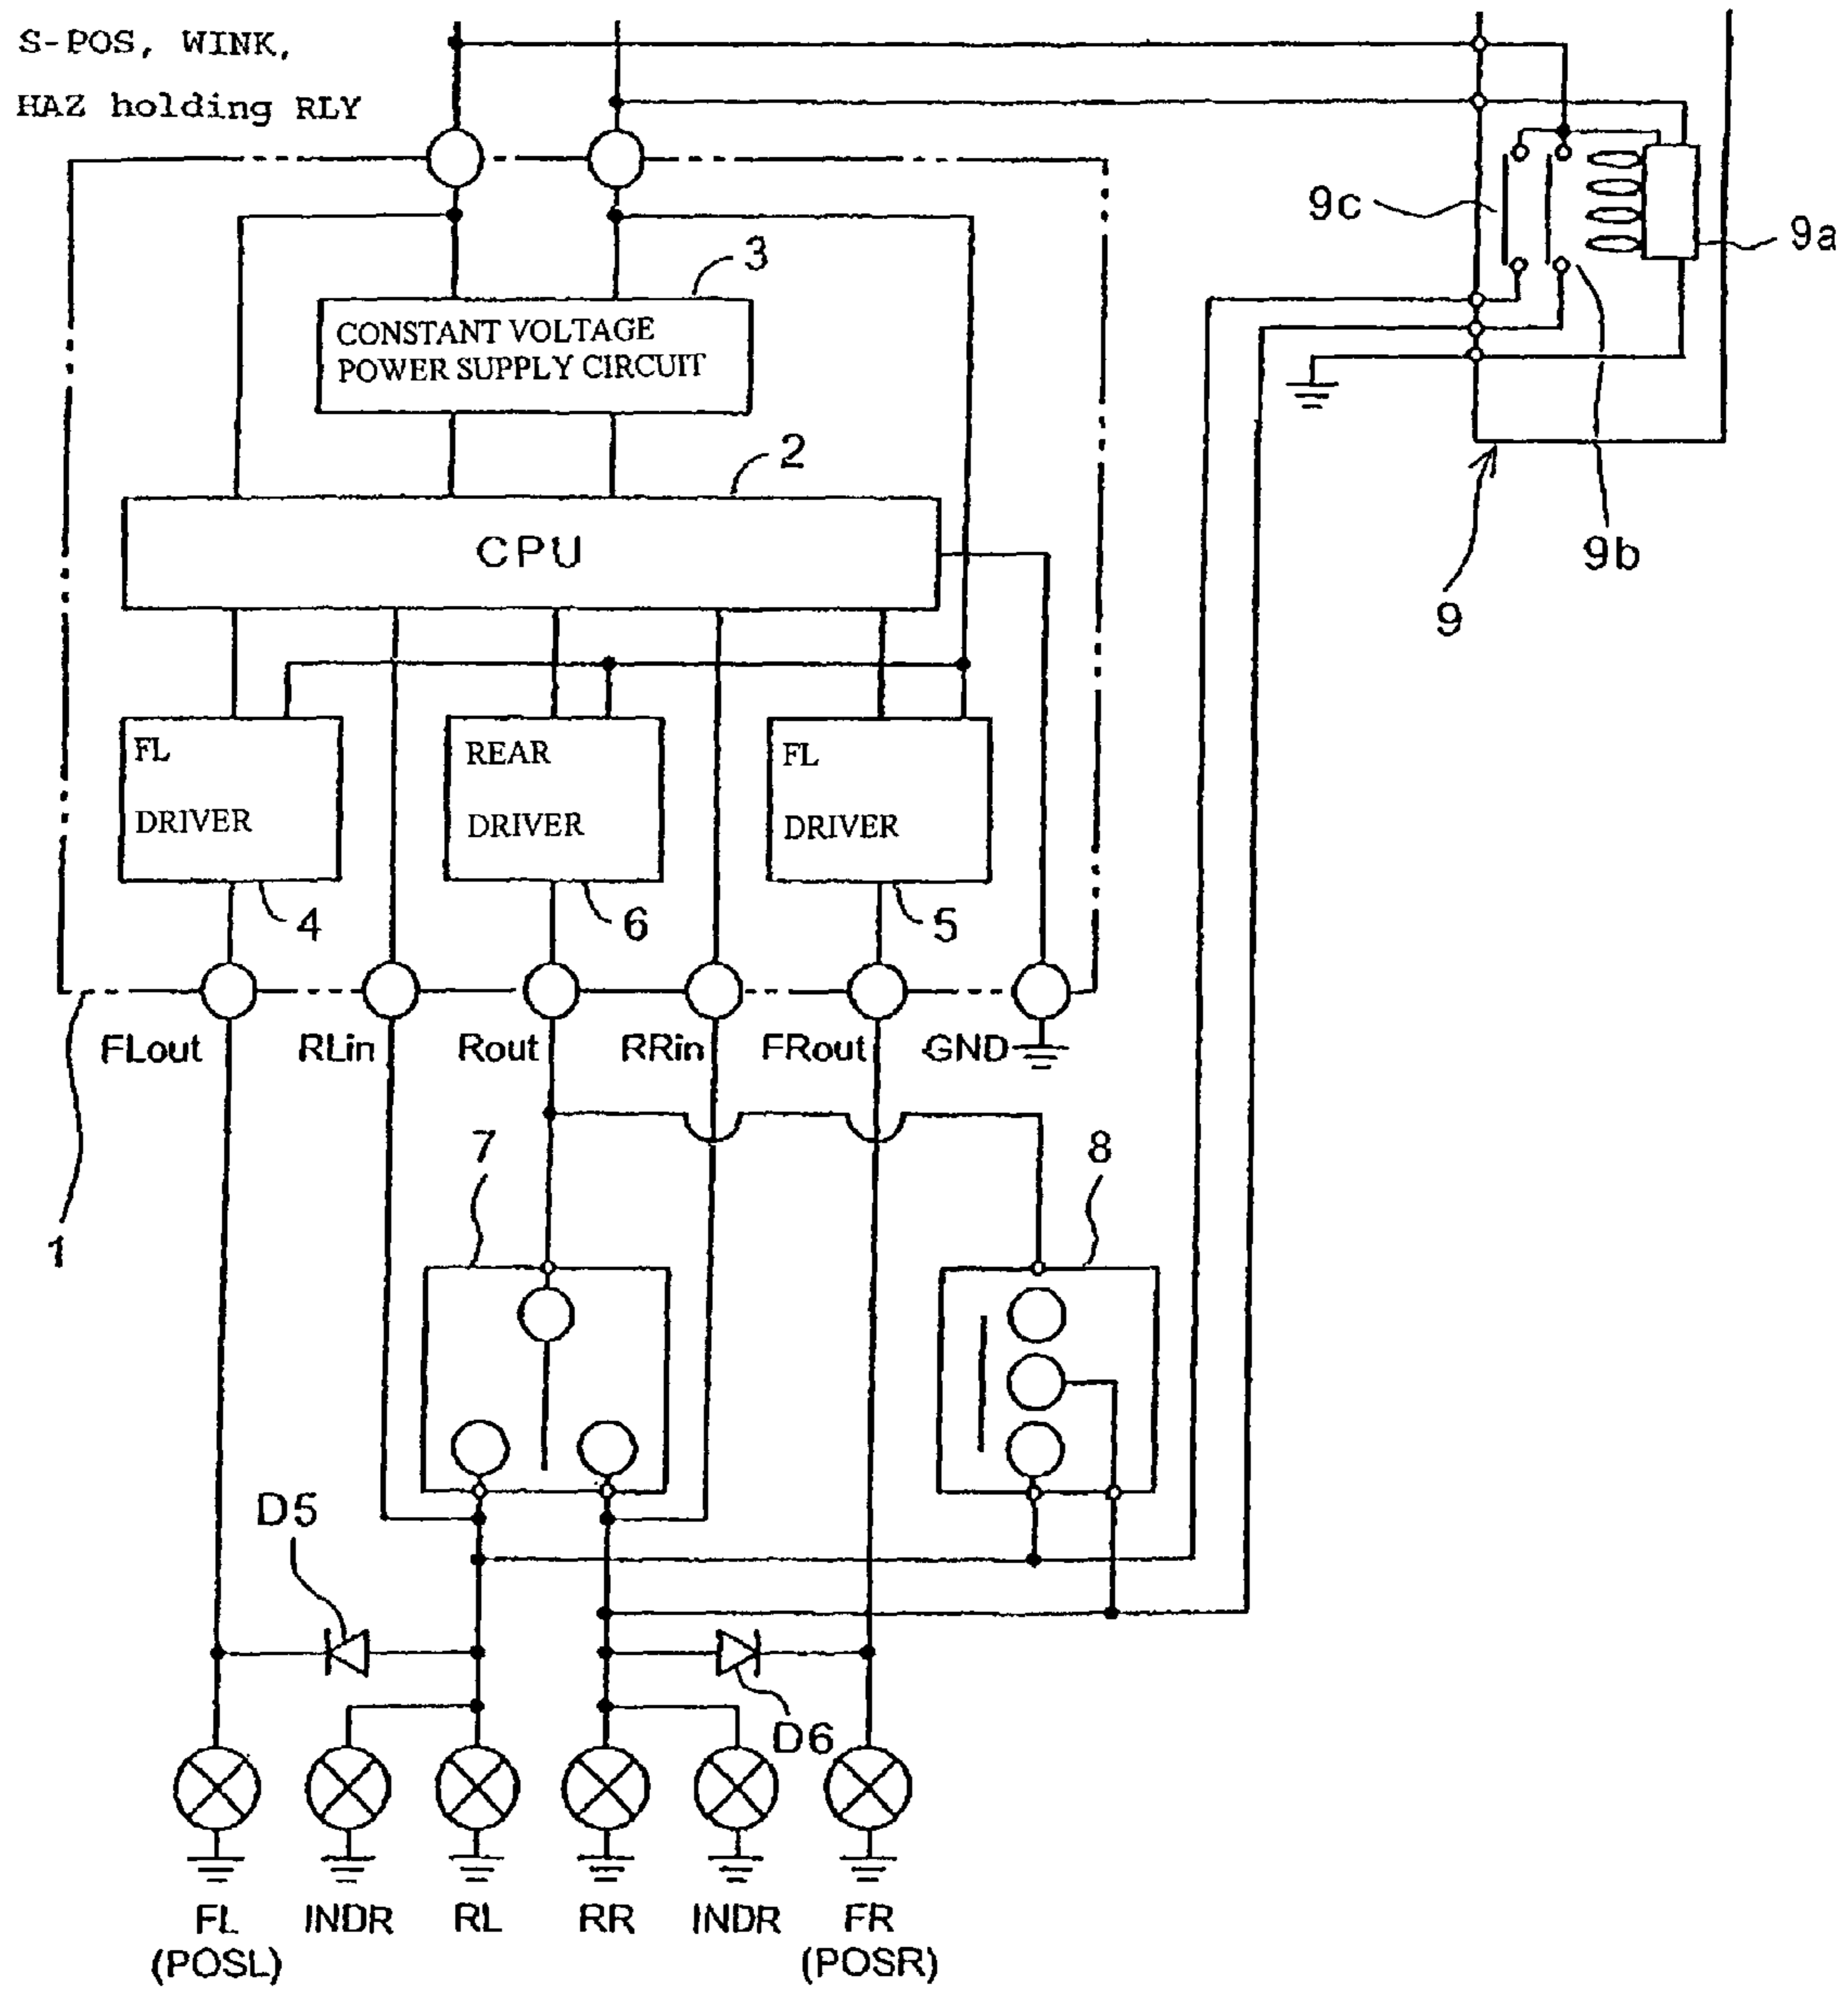 S-POS, WINK,
HAZ holding RLY
9c
9a
3
CONSTANT VOLTAGE
POWER SUPPLY CIRCUIT
2
CPU
9b
9
FL
DRIVER
REAR
DRIVER
FL
DRIVER
4
6
5
FLout
RLin
Rout
RRin
FRout
GND
7
8
1
D5
D6
FL
(POSL)
INDR
RL
RR
INDR
FR
(POSR)